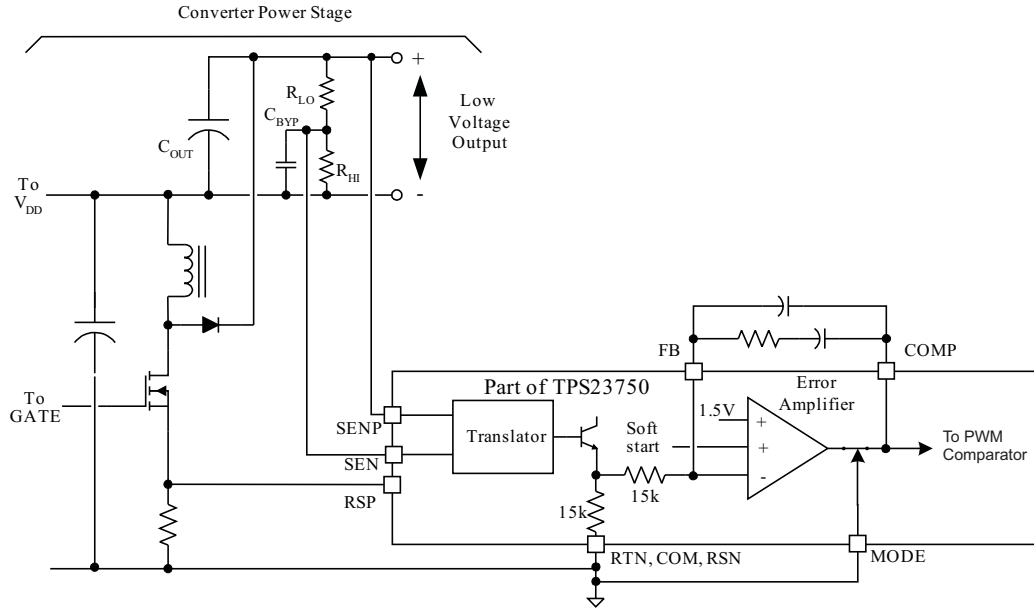 Converter Power Stage
+
R_LO
C_BYP
Low
Voltage
Output
C_OUT
R_HI
To
V_DD
-
FB
COMP
To
GATE
Part of TPS23750
Error
Amplifier
SENP
Translator
Soft
start
1.5V
+
+
-
To PWM
Comparator
SEN
RSP
15k
15k
RTN, COM, RSN
MODE